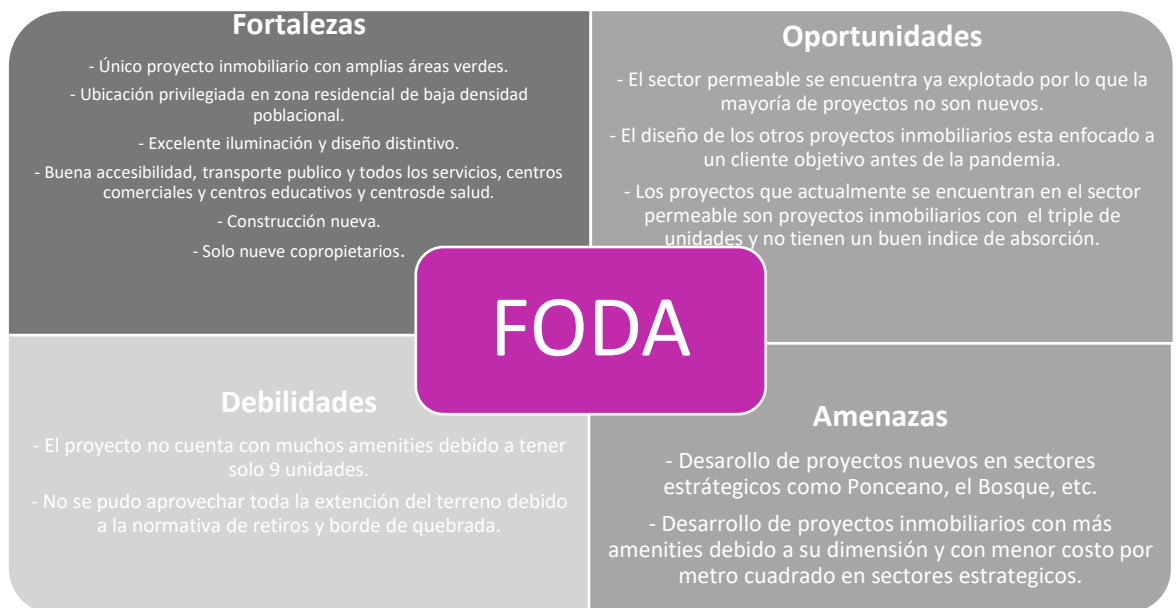 Fortalezas
- Único proyecto inmobiliario con amplias áreas verdes.
- Ubicación privilegiada en zona residencial de baja densidad
poblacional.
- Excelente iluminación y diseño distintivo.
- Buena accesibilidad, transporte publico y todos los servicios, centros
comerciales y centros educativos y centrosde salud.
- Construcción nueva.
- Solo nueve copropietarios.
Oportunidades
- El sector permeable se encuentra ya explotado por lo que la
mayoría de proyectos no son nuevos.
- El diseño de los otros proyectos inmobiliarios esta enfocado a
un cliente objetivo antes de la pandemia.
- Los proyectos que actualmente se encuentran en el sector
permeable son proyectos inmobiliarios con el triple de
unidades y no tienen un buen indice de absorción.
FODA
Debilidades
- El proyecto no cuenta con muchos amenities debido a tener
solo 9 unidades.
- No se pudo aprovechar toda la extención del terreno debido
a la normativa de retiros y borde de quebrada.
Amenazas
- Desarollo de proyectos nuevos en sectores
estrátegicos como Ponceano, el Bosque, etc.
- Desarrollo de proyectos inmobiliarios con más
amenities debido a su dimensión y con menor costo por
metro cuadrado en sectores estrategicos.